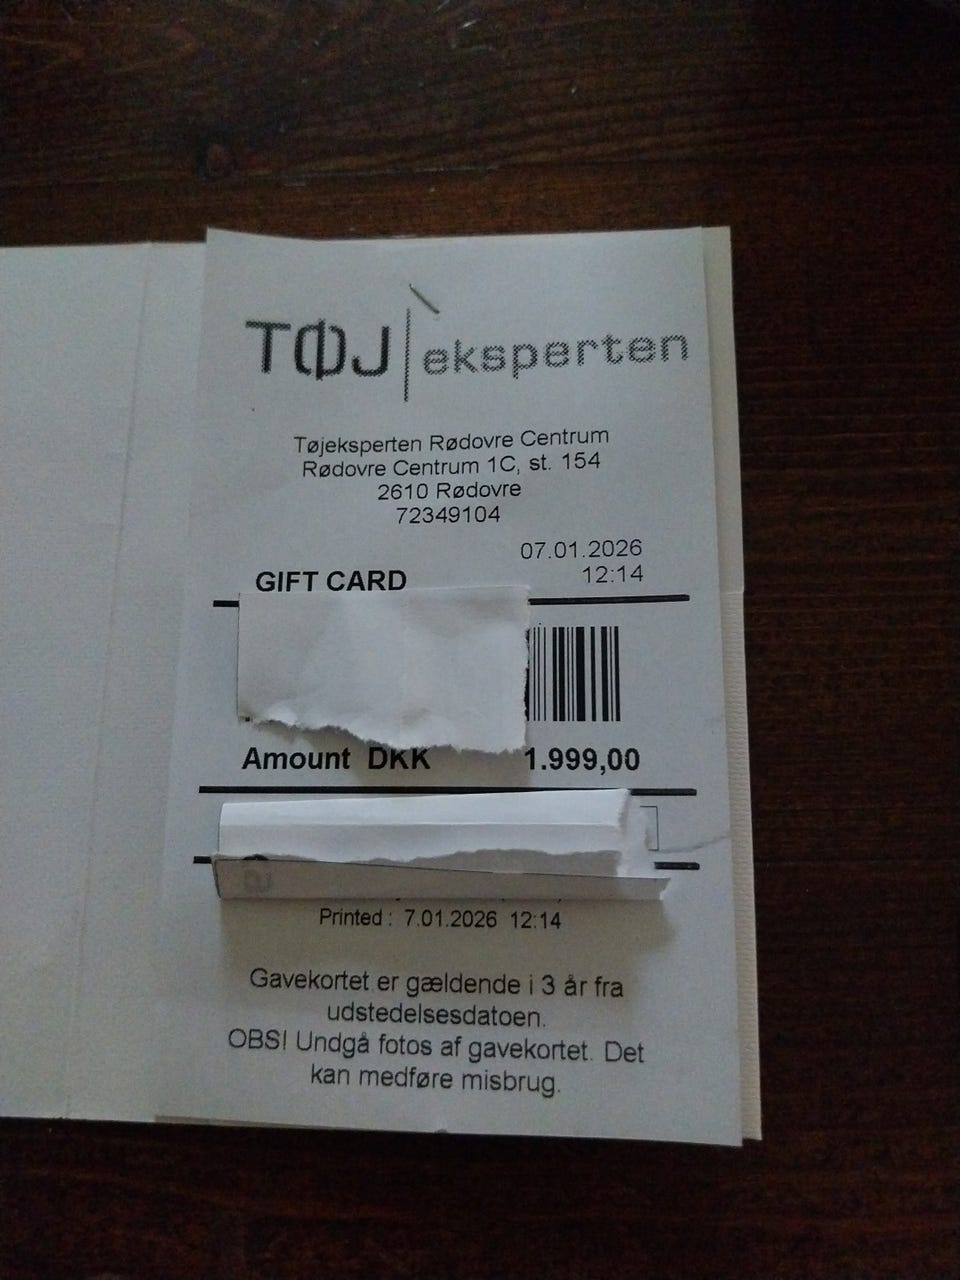 TØJ eksperten
Tøjeksperten Rødovre Centrum
Rødovre Centrum 1C, st. 154
2610 Rødovre
72349104
07.01.2026
GIFT CARD 12:14
Amount DKK 1.999,00
Printed : 7.01.2026 12:14
Gavekortet er gældende i 3 år fra
udstedelsesdatoen.
OBS! Undgå fotos af gavekortet. Det
kan medføre misbrug.